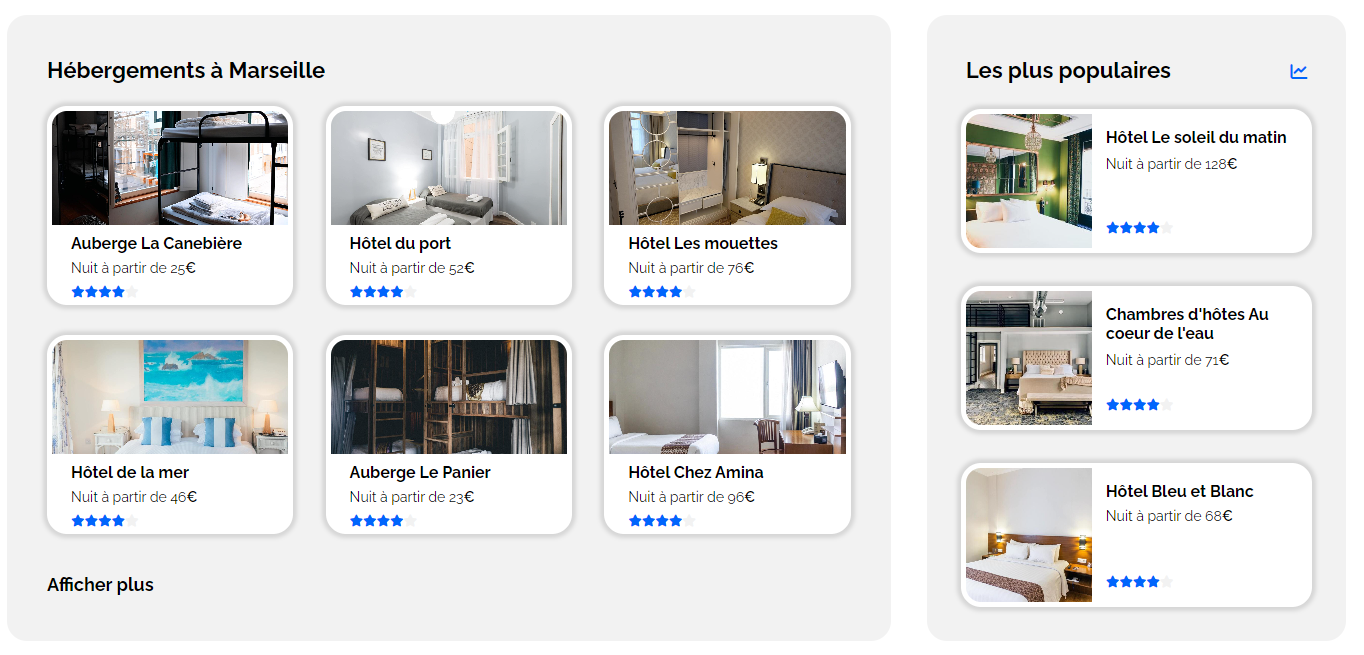 Hébergements à Marseille
Auberge La Canebière
Nuit à partir de 25€
Hôtel du port
Nuit à partir de 52€
Hôtel Les mouettes
Nuit à partir de 76€
Hôtel de la mer
Nuit à partir de 46€
Auberge Le Panier
Nuit à partir de 23€
Hôtel Chez Amina
Nuit à partir de 96€
Afficher plus
Les plus populaires
Hôtel Le soleil du matin
Nuit à partir de 128€
Chambres d'hôtes Au
coeur de l'eau
Nuit à partir de 71€
Hôtel Bleu et Blanc
Nuit à partir de 68€